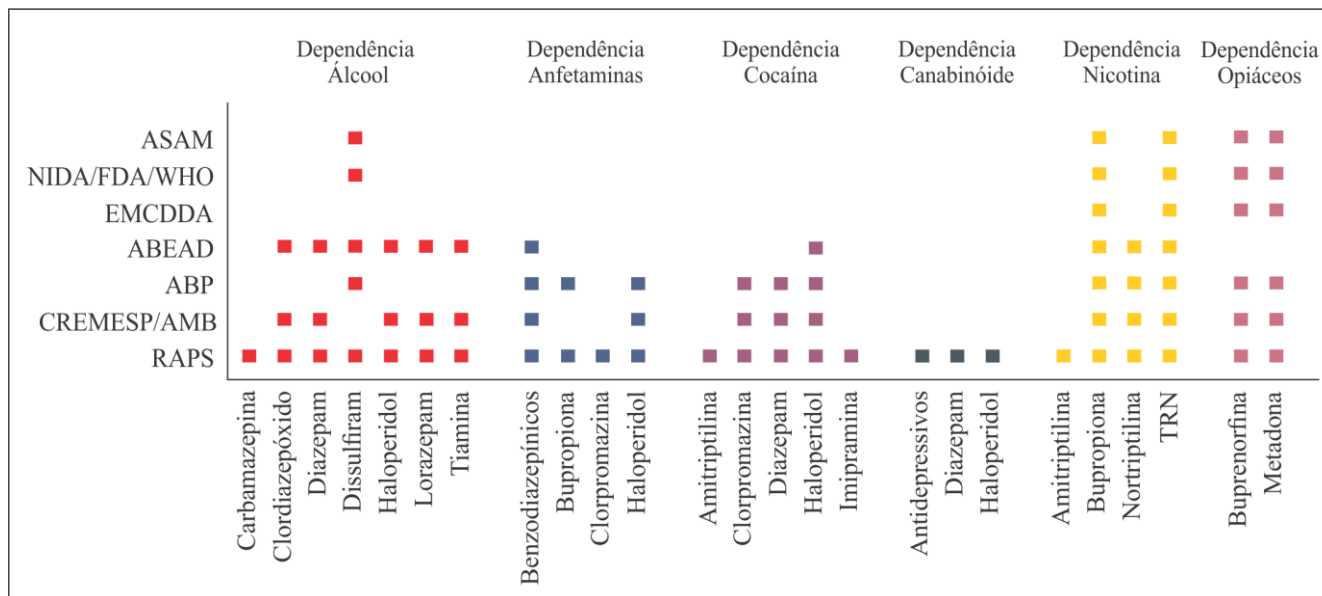 Dependência
Álcool
Dependência
Anfetaminas
Dependência
Cocaína
Dependência
Canabinóide
Dependência
Nicotina
Dependência
Opiáceos
ASAM
NIDA/FDA/WHO
EMCDDA
ABEAD
ABP
CREMESP/AMB
RAPS
Carbamazepina
Clordiazepóxido
Diazepam
Dissulfiram
Haloperidol
Lorazepam
Tiamina
Benzodiazepínicos
Bupropiona
Clorpromazina
Haloperidol
Amitriptilina
Clorpromazina
Diazepam
Haloperidol
Imipramina
Antidepressivos
Diazepam
Haloperidol
Amitriptilina
Bupropiona
Nortriptilina
TRN
Buprenorfina
Metadona